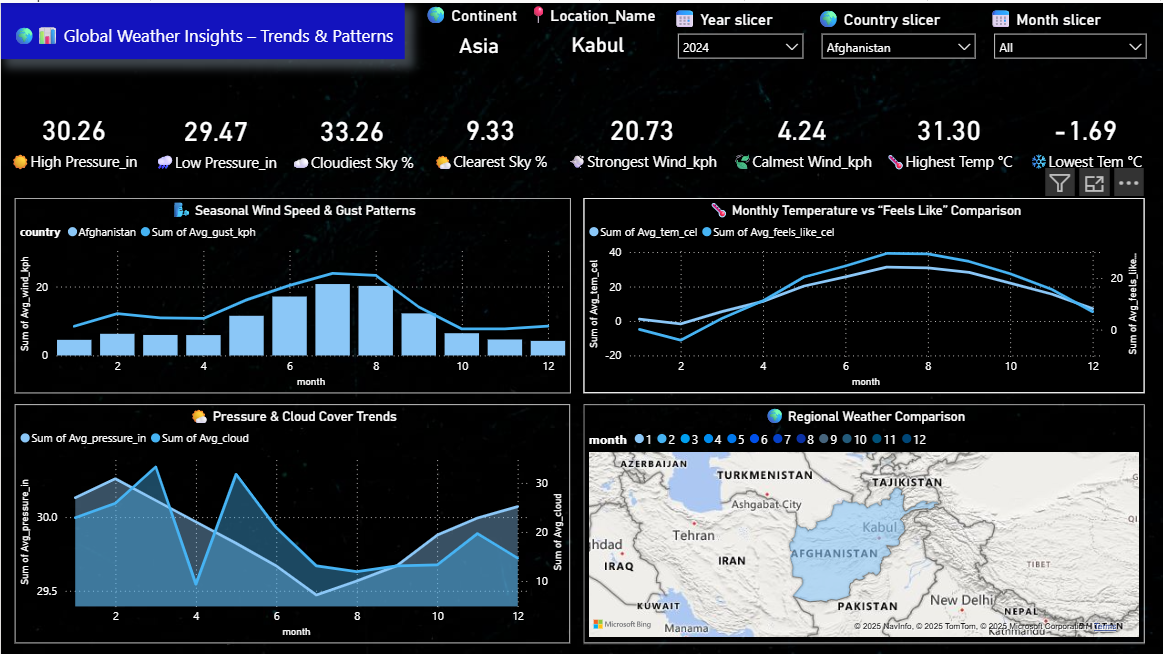 Global Weather Insights – Trends & Patterns
Continent
Asia
Location_Name
Kabul
Year slicer
2024
Country slicer
Afghanistan
Month slicer
All
30.26
High Pressure_in
29.47
Low Pressure_in
33.26
Cloudiest Sky %
9.33
Clearest Sky %
20.73
Strongest Wind_kph
4.24
Calmest Wind_kph
31.30
Highest Temp °C
-1.69
Lowest Tem °C
Seasonal Wind Speed & Gust Patterns
country Afghanistan Sum of Avg_gust_kph
Sum of Avg_wind_kph
20
0
2 4 6 8 10 12
month
Monthly Temperature vs “Feels Like” Comparison
Sum of Avg_tem_cel Sum of Avg_feels_like_cel
Sum of Avg_tem_cel
40
20
0
-20
20
0
Sum of Avg_feels_like...
2 4 6 8 10 12
month
Pressure & Cloud Cover Trends
Sum of Avg_pressure_in Sum of Avg_cloud
Sum of Avg_pressure_in
30.0
29.5
30
20
10
Sum of Avg_cloud
2 4 6 8 10 12
month
Regional Weather Comparison
month 1 2 3 4 5 6 7 8 9 10 11 12
AZERBAIJAN
TURKMENISTAN
TAJIKISTAN
Ashgabat-City
Kabul
Tehran
AFGHANISTAN
IRAN
IRAQ
TIBET
KUWAIT
PAKISTAN
New Delhi
NEPAL
Manama
Kathmandu
Microsoft Bing
© 2025 NavInfo, © 2025 TomTom, © 2025 Microsoft Corporation Terms